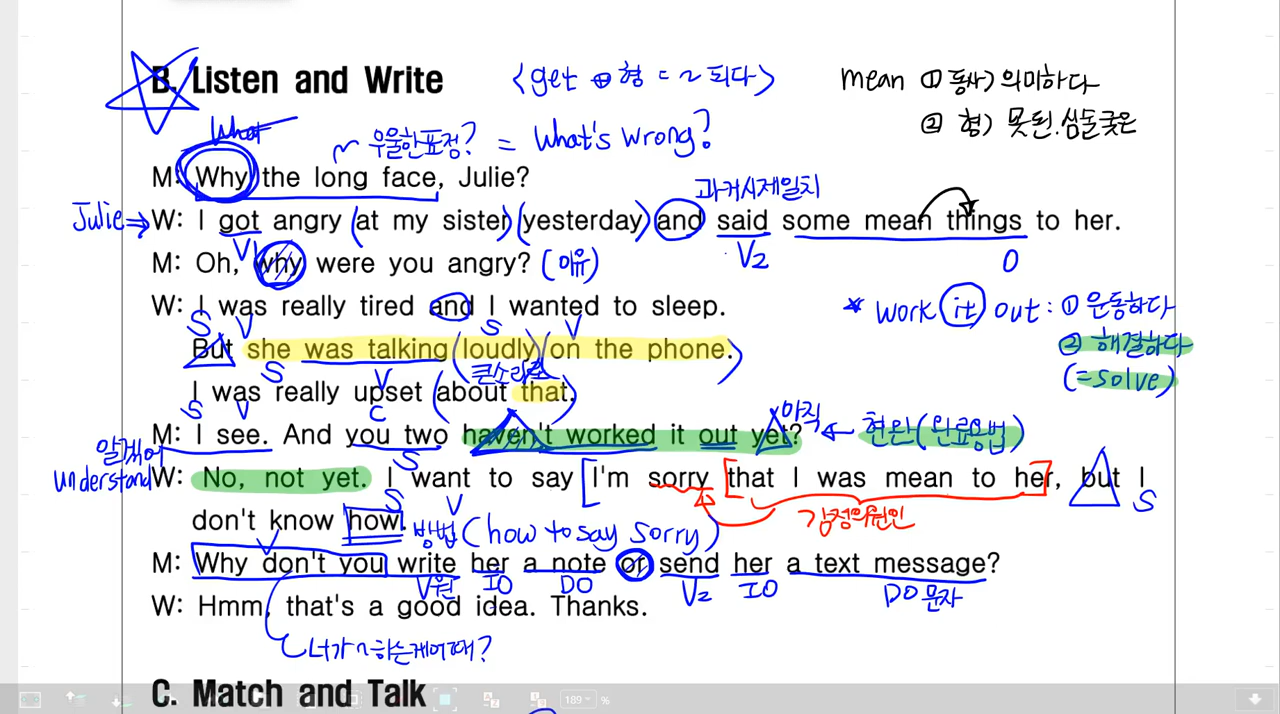 B. Listen and Write <get + 형 = ~ 되다> mean ① 동사) 의미하다
② 형) 못된. 심술궂은
What
~ 우울한표정? = What's wrong?
M: Why the long face, Julie?
과거시제일치
Julie → W: I got angry (at my sister) (yesterday) and said some mean things to her.
V V2 O
M: Oh, why were you angry? (이유)
W: I was really tired and I wanted to sleep.
S V S V
* work it out : ① 운동하다
② 해결하다
(= solve)
But she was talking (loudly) (on the phone.)
S V 큰소리로
I was really upset (about that.)
S V C
M: I see. And you two haven't worked it out yet? ← 현완(완료용법)
아직
알겠어
understand
S
W: No, not yet. I want to say [I'm sorry [that I was mean to her], but I
S V S
감정의원인
don't know how. 방법 (how to say sorry)
V
M: Why don't you write her a note or send her a text message?
V원 IO DO V2 IO DO 문자
W: Hmm, that's a good idea. Thanks.
너가 ~하는게어때?
C. Match and Talk
189 %